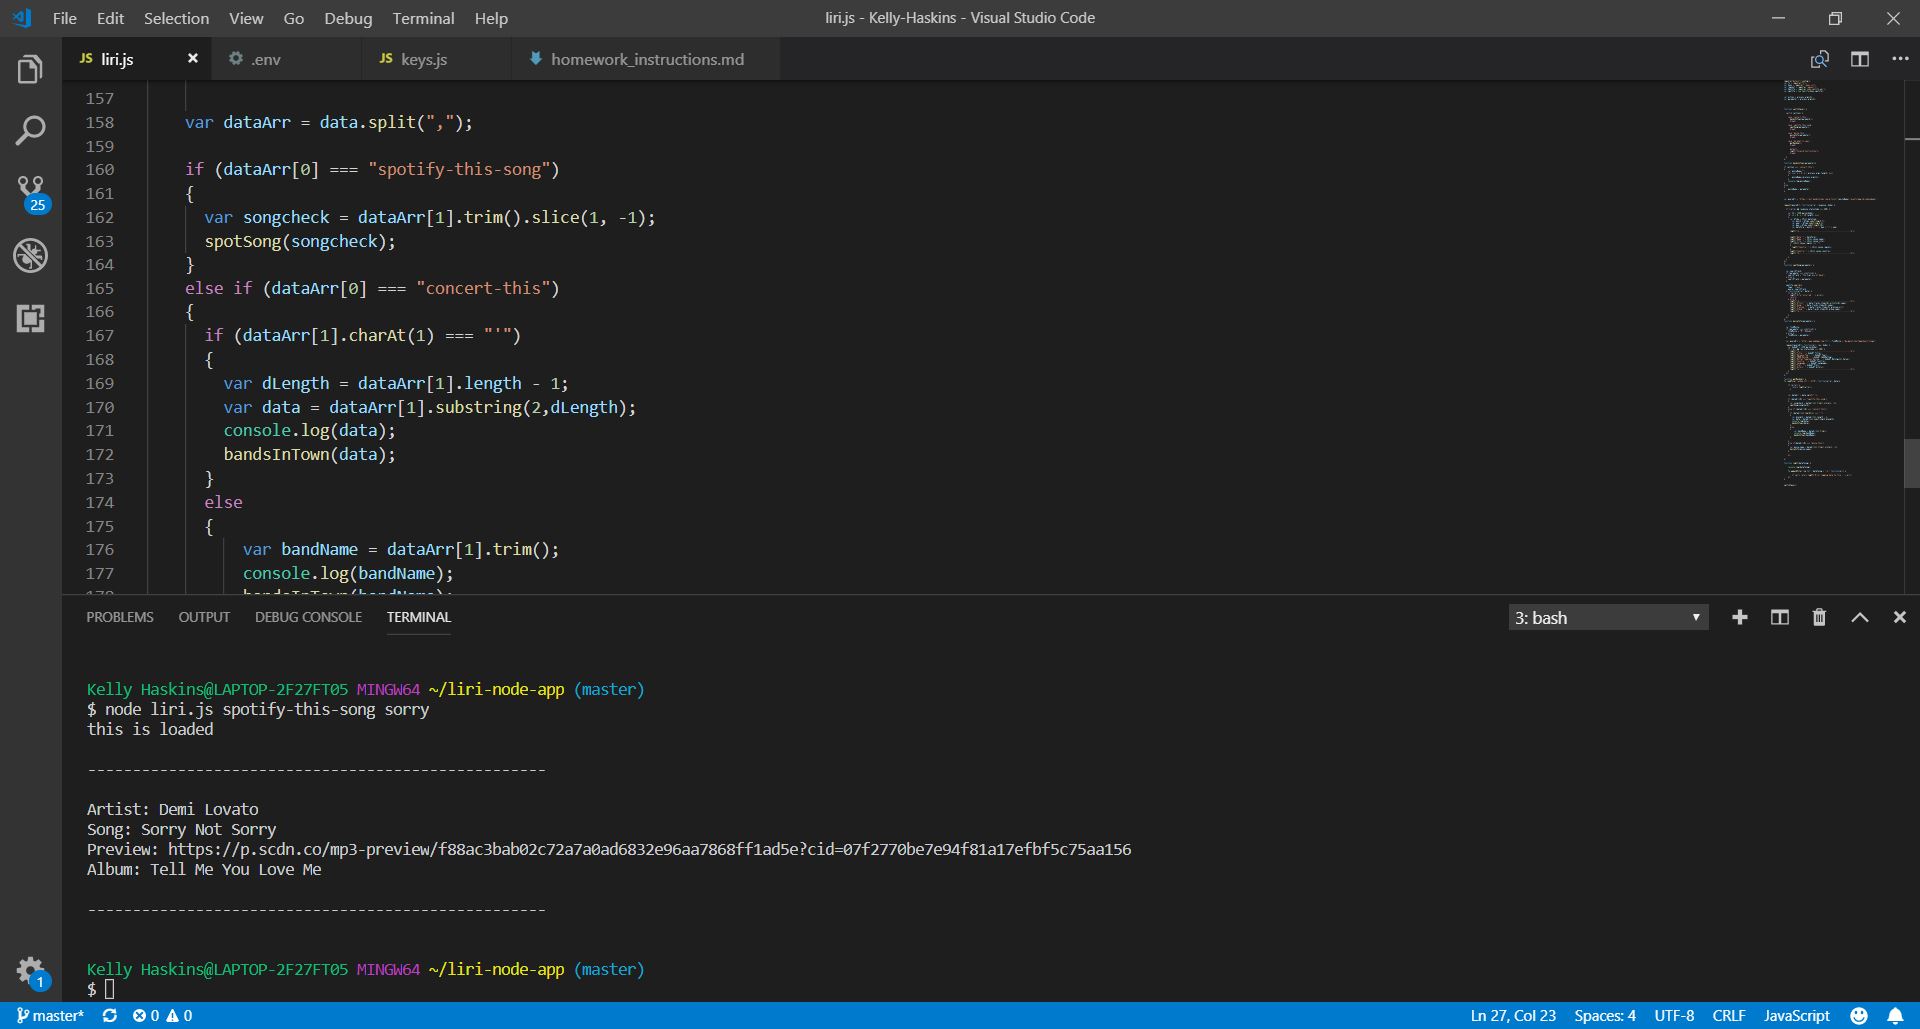 File Edit Selection View Go Debug Terminal Help
liri.js - Kelly-Haskins - Visual Studio Code
JS liri.js
.env
JS keys.js
homework_instructions.md
157
158 var dataArr = data.split(",");
159
160 if (dataArr[0] === "spotify-this-song")
161 {
162 var songcheck = dataArr[1].trim().slice(1, -1);
163 spotSong(songcheck);
164 }
165 else if (dataArr[0] === "concert-this")
166 {
167 if (dataArr[1].charAt(1) === "'")
168 {
169 var dLength = dataArr[1].length - 1;
170 var data = dataArr[1].substring(2,dLength);
171 console.log(data);
172 bandsInTown(data);
173 }
174 else
175 {
176 var bandName = dataArr[1].trim();
177 console.log(bandName);
178 bandsInTown(bandName);
25
PROBLEMS OUTPUT DEBUG CONSOLE TERMINAL
3: bash
Kelly Haskins@LAPTOP-2F27FT05 MINGW64 ~/liri-node-app (master)
$ node liri.js spotify-this-song sorry
this is loaded
---------------------------------------------------
Artist: Demi Lovato
Song: Sorry Not Sorry
Preview: https://p.scdn.co/mp3-preview/f88ac3bab02c72a7a0ad6832e96aa7868ff1ad5e?cid=07f2770be7e94f81a17efbf5c75aa156
Album: Tell Me You Love Me
---------------------------------------------------
Kelly Haskins@LAPTOP-2F27FT05 MINGW64 ~/liri-node-app (master)
$
1
master* 0 0
Ln 27, Col 23 Spaces: 4 UTF-8 CRLF JavaScript